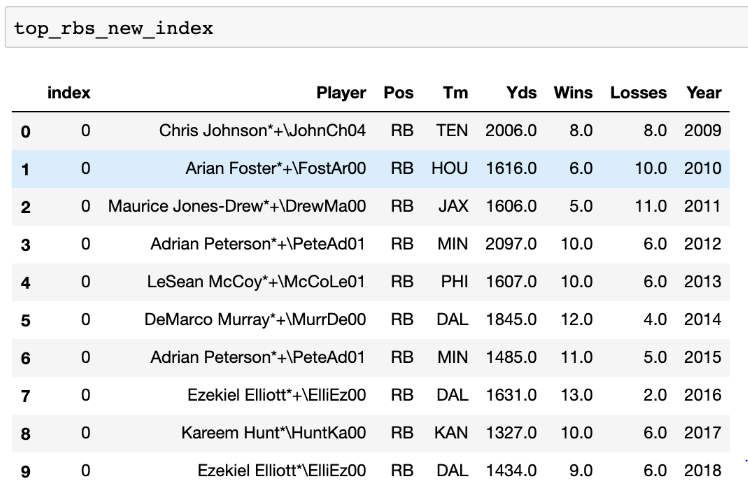 top_rbs_new_index
index Player Pos Tm Yds Wins Losses Year
0 0 Chris Johnson*+\JohnCh04 RB TEN 2006.0 8.0 8.0 2009
1 0 Arian Foster*+\FostAr00 RB HOU 1616.0 6.0 10.0 2010
2 0 Maurice Jones-Drew*+\DrewMa00 RB JAX 1606.0 5.0 11.0 2011
3 0 Adrian Peterson*+\PeteAd01 RB MIN 2097.0 10.0 6.0 2012
4 0 LeSean McCoy*+\McCoLe01 RB PHI 1607.0 10.0 6.0 2013
5 0 DeMarco Murray*+\MurrDe00 RB DAL 1845.0 12.0 4.0 2014
6 0 Adrian Peterson*+\PeteAd01 RB MIN 1485.0 11.0 5.0 2015
7 0 Ezekiel Elliott*+\ElliEz00 RB DAL 1631.0 13.0 2.0 2016
8 0 Kareem Hunt*\HuntKa00 RB KAN 1327.0 10.0 6.0 2017
9 0 Ezekiel Elliott*\ElliEz00 RB DAL 1434.0 9.0 6.0 2018